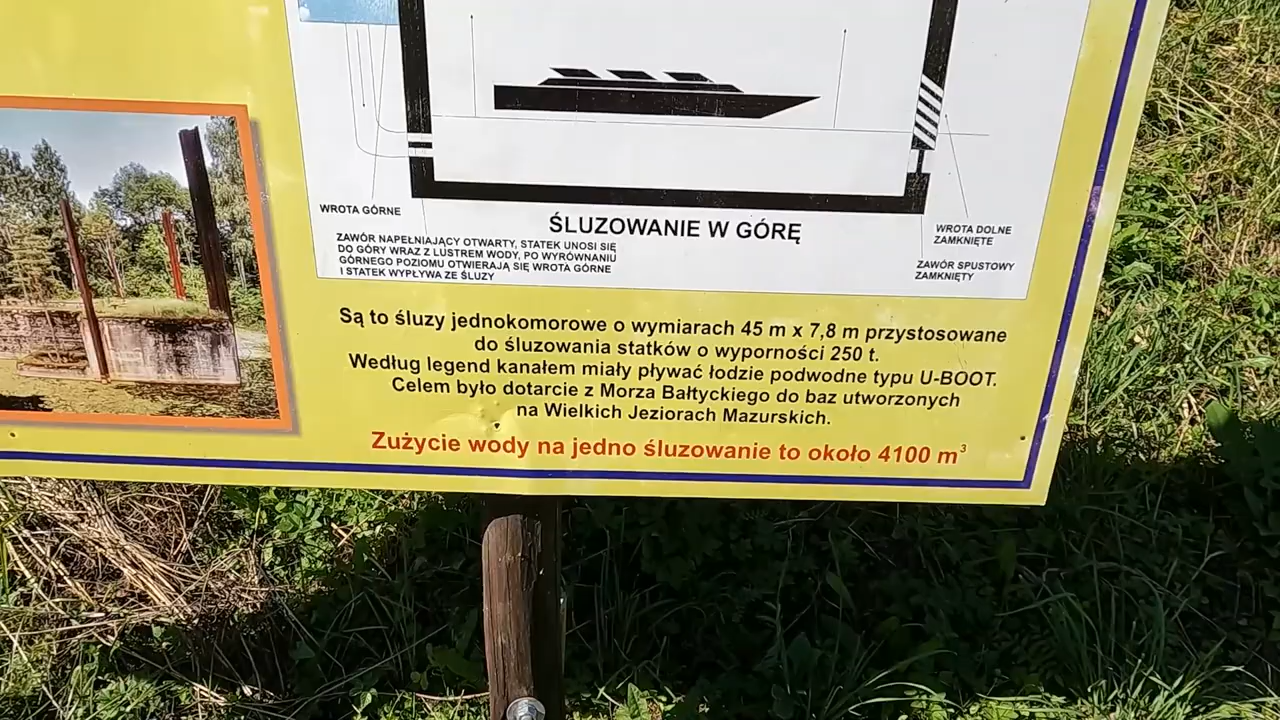 WROTA GÓRNE
ŚLUZOWANIE W GÓRĘ
ZAWÓR NAPEŁNIAJĄCY OTWARTY, STATEK UNOSI SIĘ
DO GÓRY WRAZ Z LUSTREM WODY, PO WYRÓWNANIU
GÓRNEGO POZIOMU OTWIERAJĄ SIĘ WROTA GÓRNE
I STATEK WYPŁYWA ZE ŚLUZY
WROTA DOLNE
ZAMKNIĘTE
ZAWÓR SPUSTOWY
ZAMKNIĘTY
Są to śluzy jednokomorowe o wymiarach 45 m x 7,8 m przystosowane
do śluzowania statków o wyporności 250 t.
Według legend kanałem miały pływać łodzie podwodne typu U-BOOT.
Celem było dotarcie z Morza Bałtyckiego do baz utworzonych
na Wielkich Jeziorach Mazurskich.
Zużycie wody na jedno śluzowanie to około 4100 m³